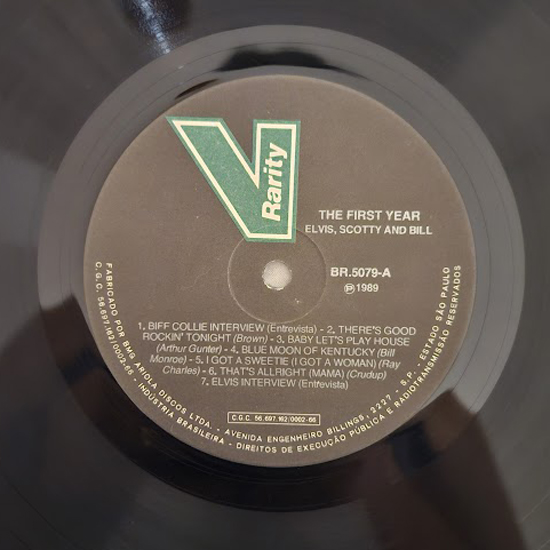 Rarity
THE FIRST YEAR
ELVIS, SCOTTY AND BILL
BR.5079-A
℗ 1989
1. BIFF COLLIE INTERVIEW (Entrevista) - 2. THERE'S GOOD
ROCKIN' TONIGHT (Brown) - 3. BABY LET'S PLAY HOUSE
(Arthur Gunter) - 4. BLUE MOON OF KENTUCKY (Bill
Monroe) - 5. I GOT A SWEETIE (I GOT A WOMAN) (Ray
Charles) - 6. THAT'S ALLRIGHT (MAMA) (Crudup)
7. ELVIS INTERVIEW (Entrevista)
C.G.C. 56.697.162/0002-66
FABRICADO POR BMG ARIOLA DISCOS LTDA. - AVENIDA ENGENHEIRO BILLINGS, 2227 - S.P. - ESTADO SÃO PAULO
C.G.C. 56.697.162/0002-66 - INDÚSTRIA BRASILEIRA - DIREITOS DE EXECUÇÃO PÚBLICA E RADIOTRANSMISSÃO RESERVADOS